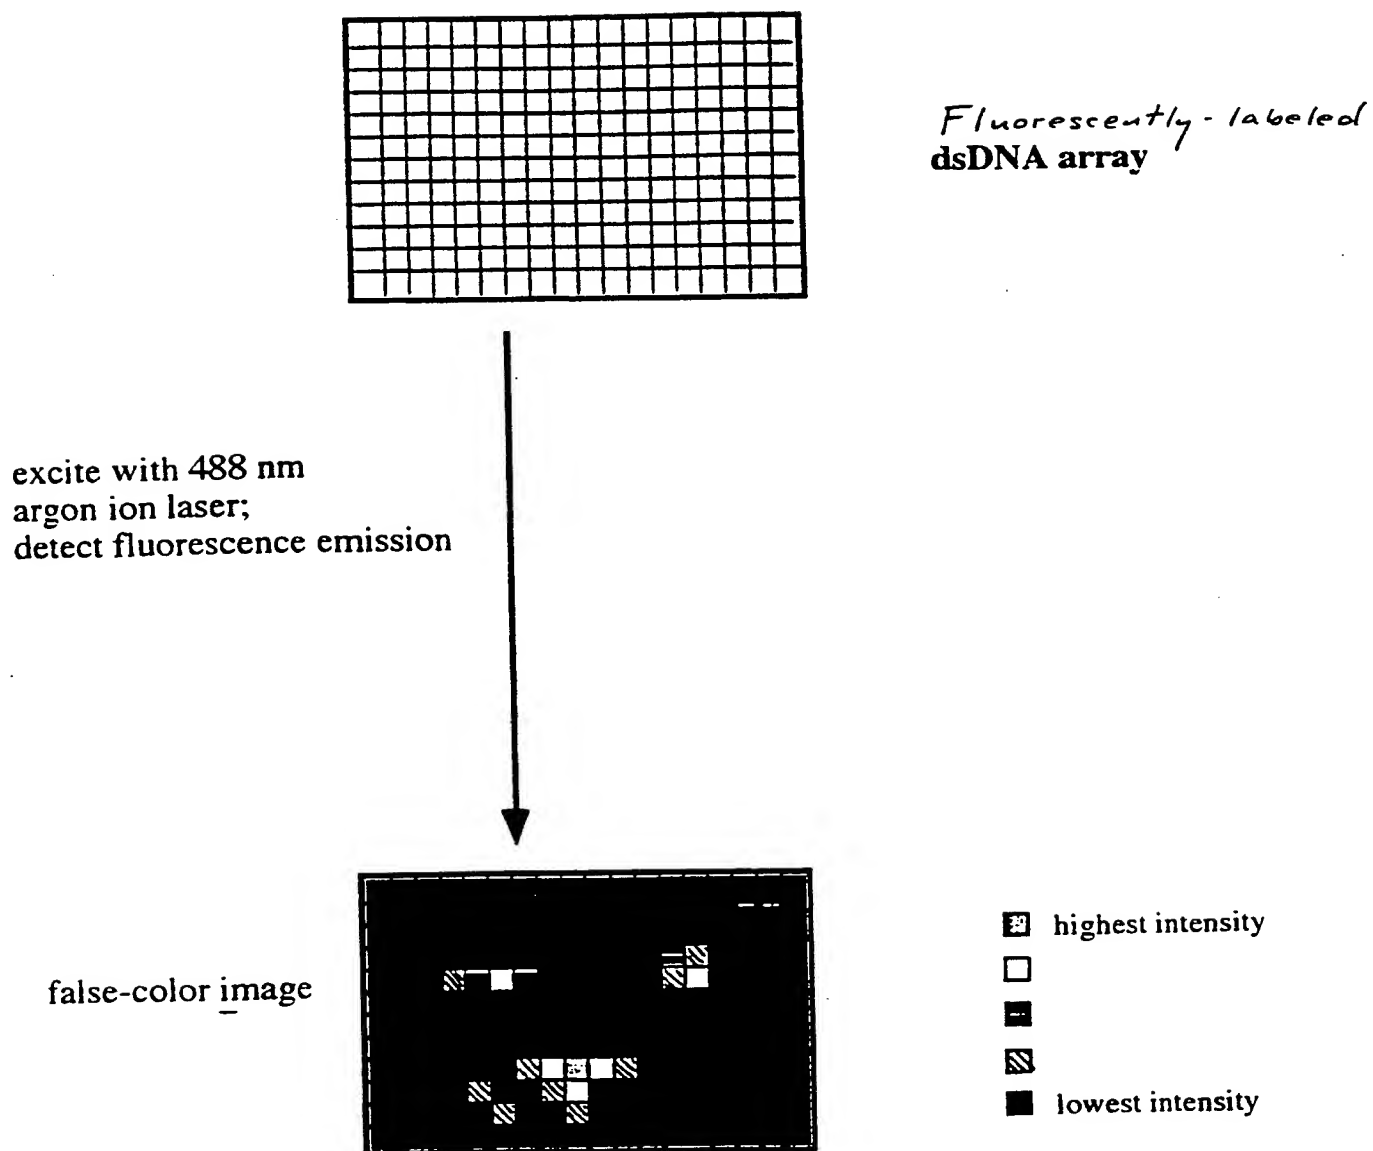 Fluorescently-labeled
dsDNA array
excite with 488 nm
argon ion laser;
detect fluorescence emission
false-color image
highest intensity
lowest intensity